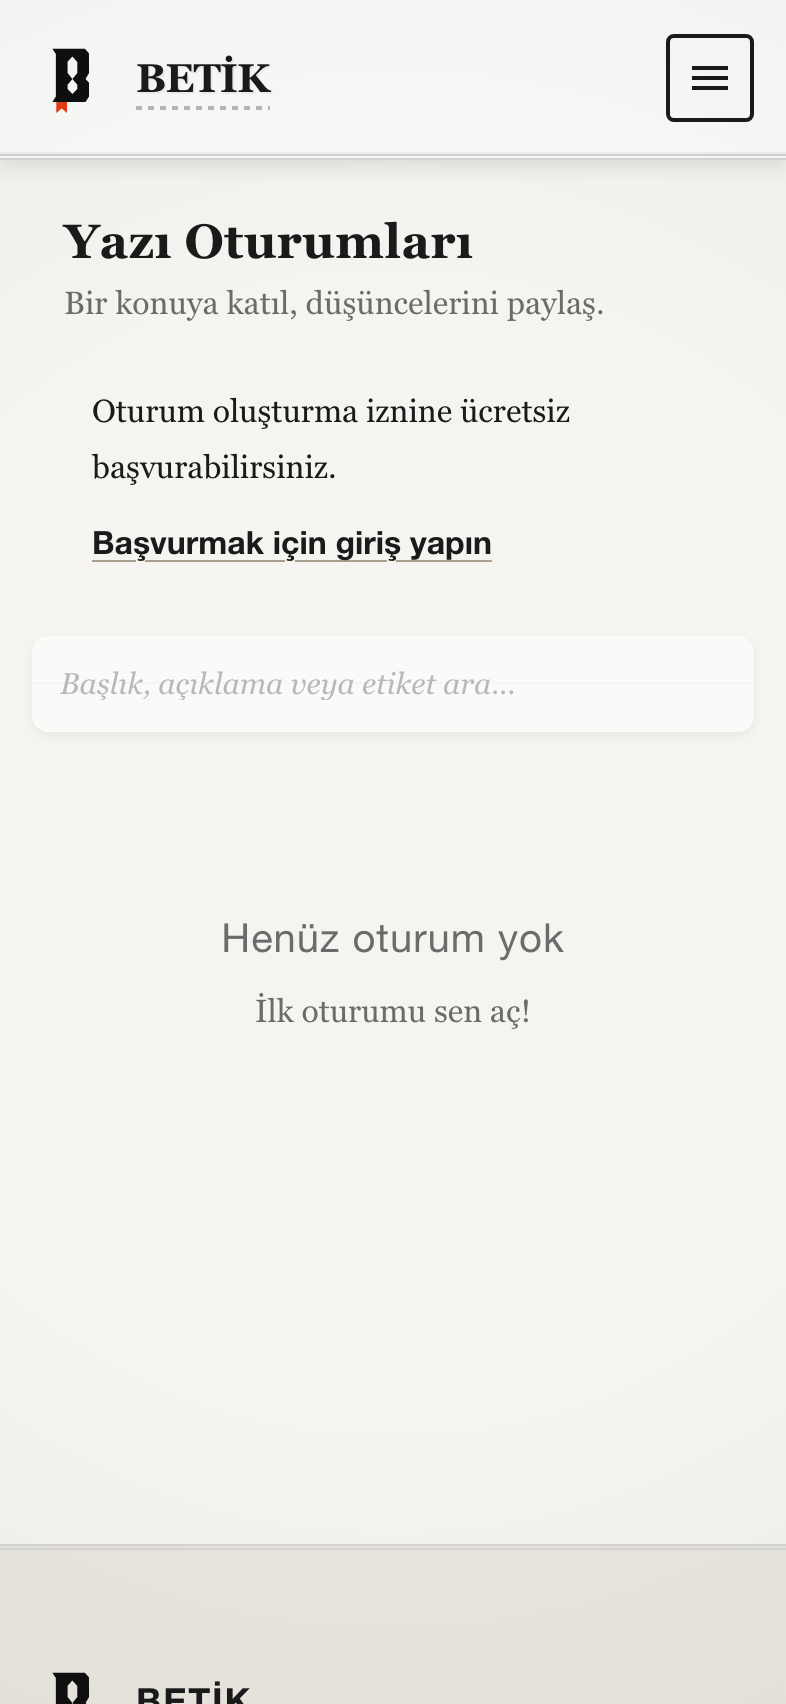 BETİK
Yazı Oturumları
Bir konuya katıl, düşüncelerini paylaş.
Oturum oluşturma iznine ücretsiz
başvurabilirsiniz.
Başvurmak için giriş yapın
Başlık, açıklama veya etiket ara...
Henüz oturum yok
İlk oturumu sen aç!
BETİK